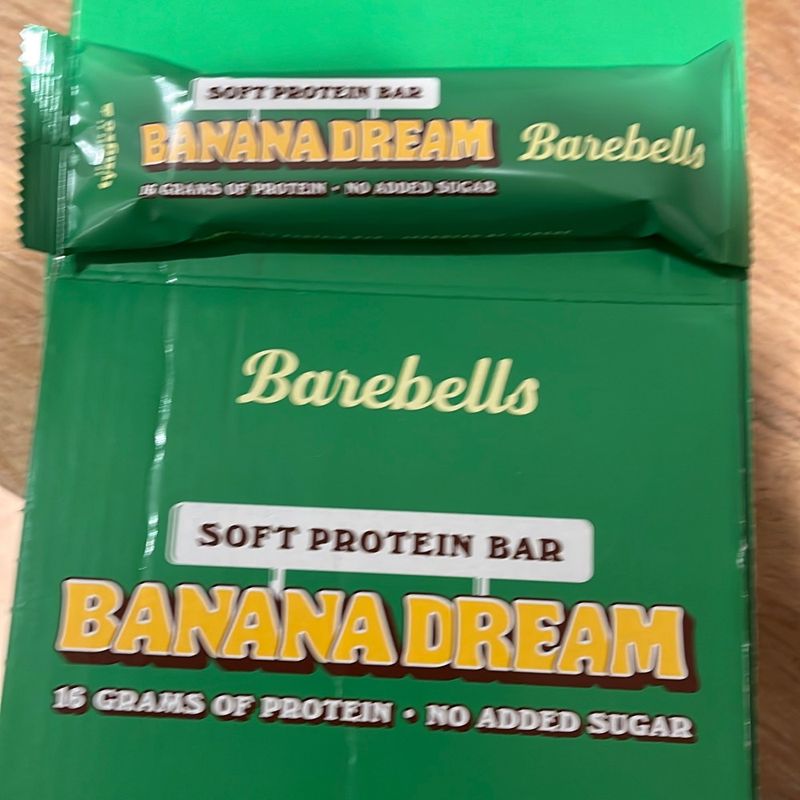 SOFT PROTEIN BAR
BANANA DREAM
Barebells
16 GRAMS OF PROTEIN • NO ADDED SUGAR
Barebells
SOFT PROTEIN BAR
BANANA DREAM
16 GRAMS OF PROTEIN • NO ADDED SUGAR